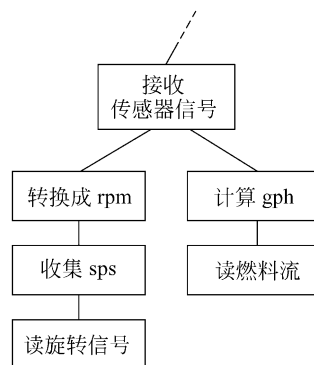 接收
传感器信号
转换成 rpm
计算 gph
收集 sps
读燃料流
读旋转信号